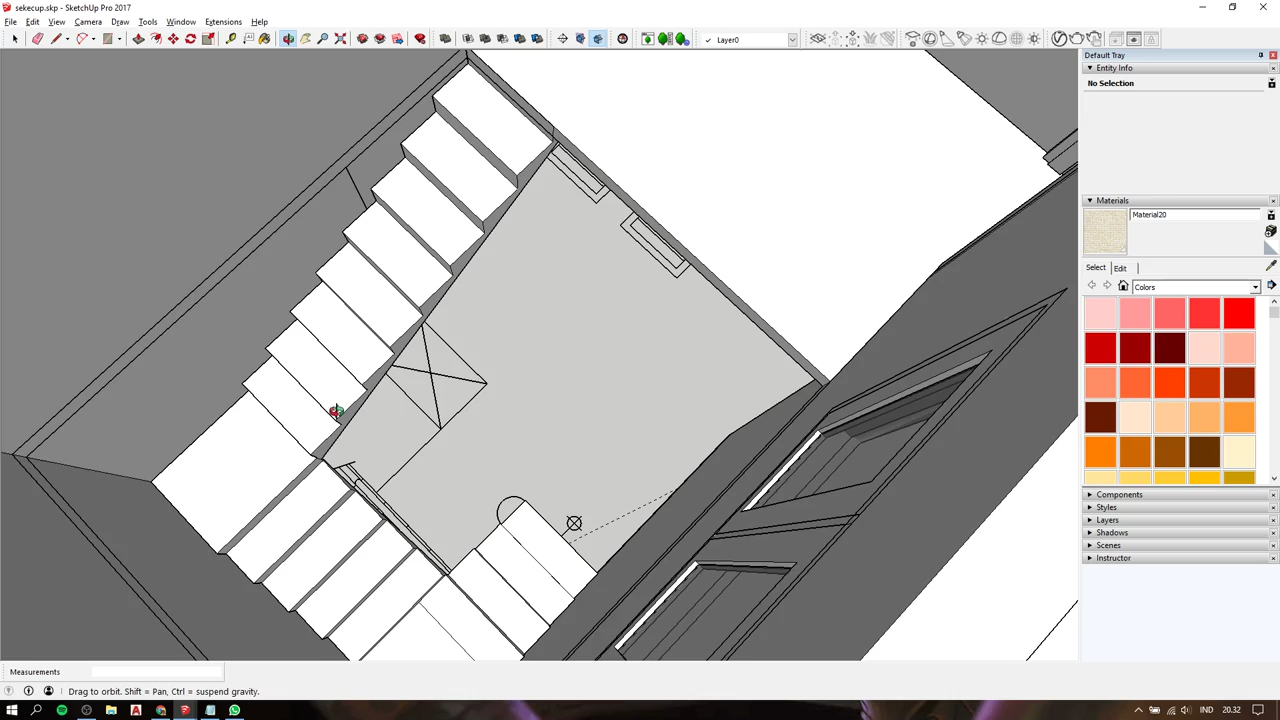 sekecup.skp - SketchUp Pro 2017
File Edit View Camera Draw Tools Window Extensions Help
Layer0
Default Tray
Entity Info
No Selection
Materials
Material20
Select Edit
Colors
Components
Styles
Layers
Shadows
Scenes
Instructor
Measurements
Drag to orbit. Shift = Pan, Ctrl = suspend gravity.
IND 20.32